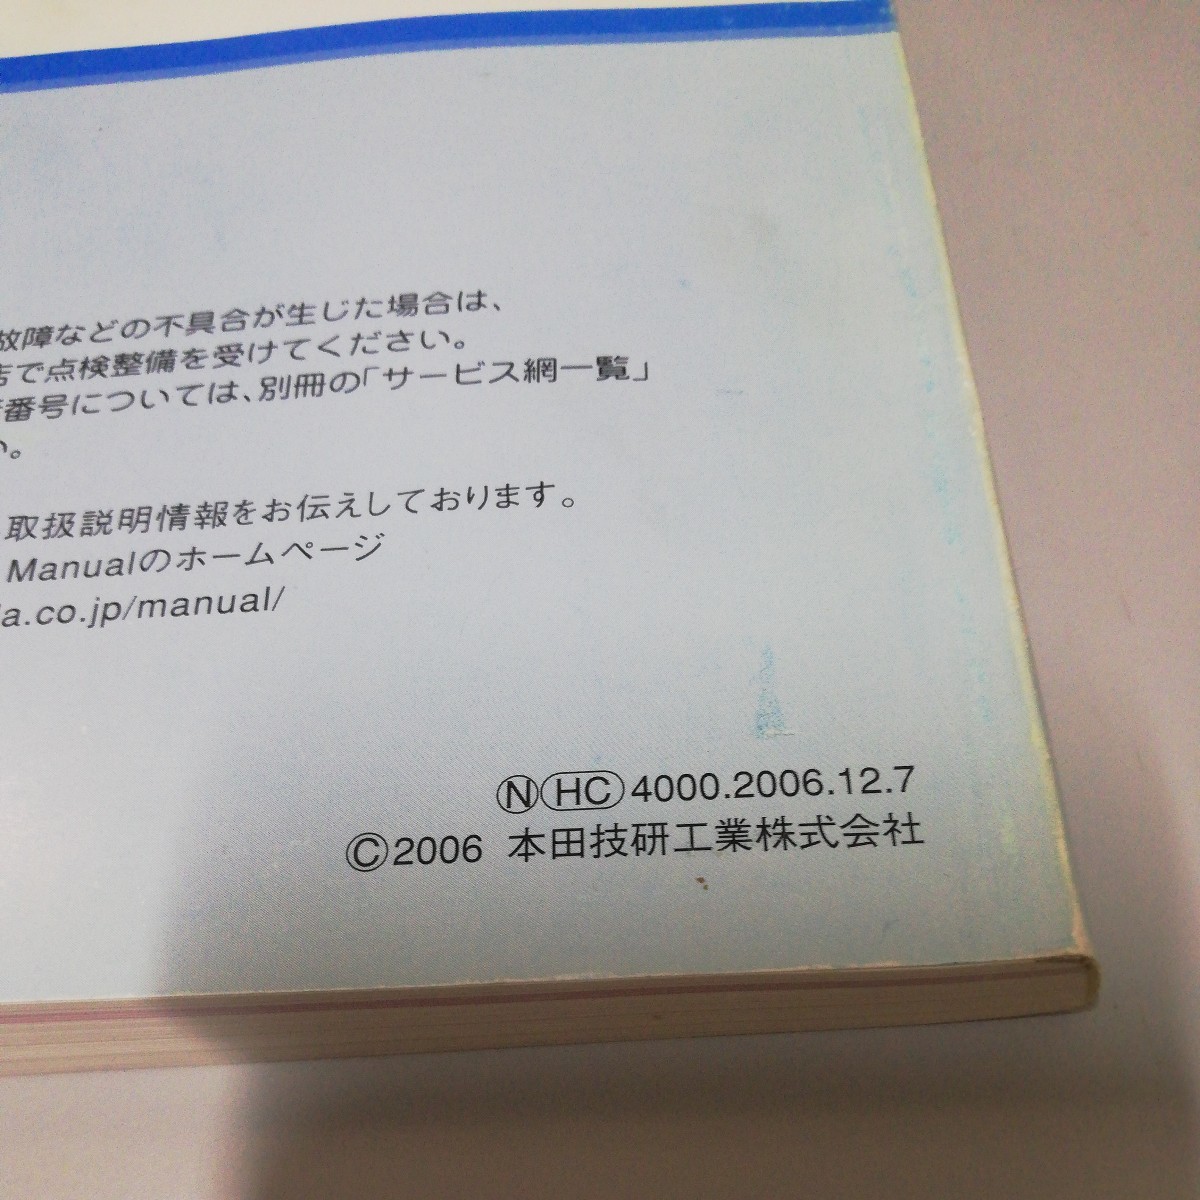 故障などの不具合が生じた場合は、
店で点検整備を受けてください。
番号については、別冊の「サービス網一覧」
い。
取扱説明情報をお伝えしております。
Manualのホームページ
a.co.jp/manual/
Ⓝ HC 4000.2006.12.7
©2006 本田技研工業株式会社